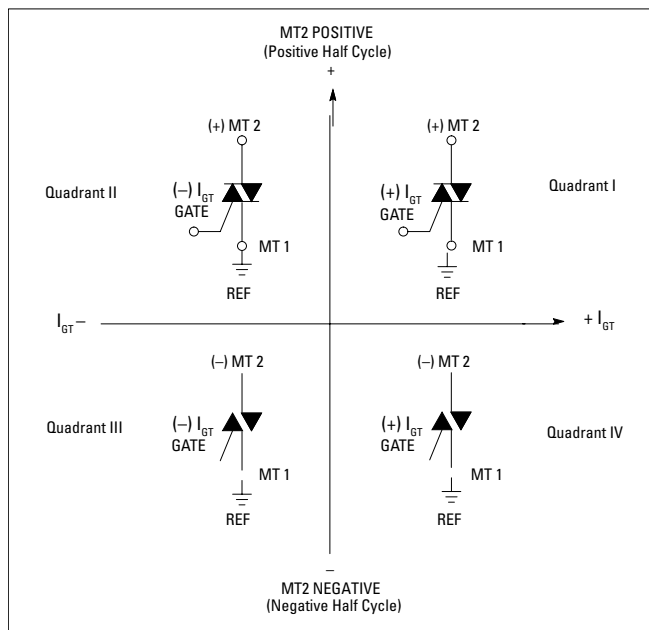 MT2 POSITIVE
(Positive Half Cycle)
+
Quadrant II
(+) MT 2
(−) I_GT
GATE
MT 1
REF
(+) MT 2
(+) I_GT
GATE
MT 1
REF
Quadrant I
I_GT −
+ I_GT
Quadrant III
(−) MT 2
(−) I_GT
GATE
MT 1
REF
(−) MT 2
(+) I_GT
GATE
MT 1
REF
Quadrant IV
−
MT2 NEGATIVE
(Negative Half Cycle)